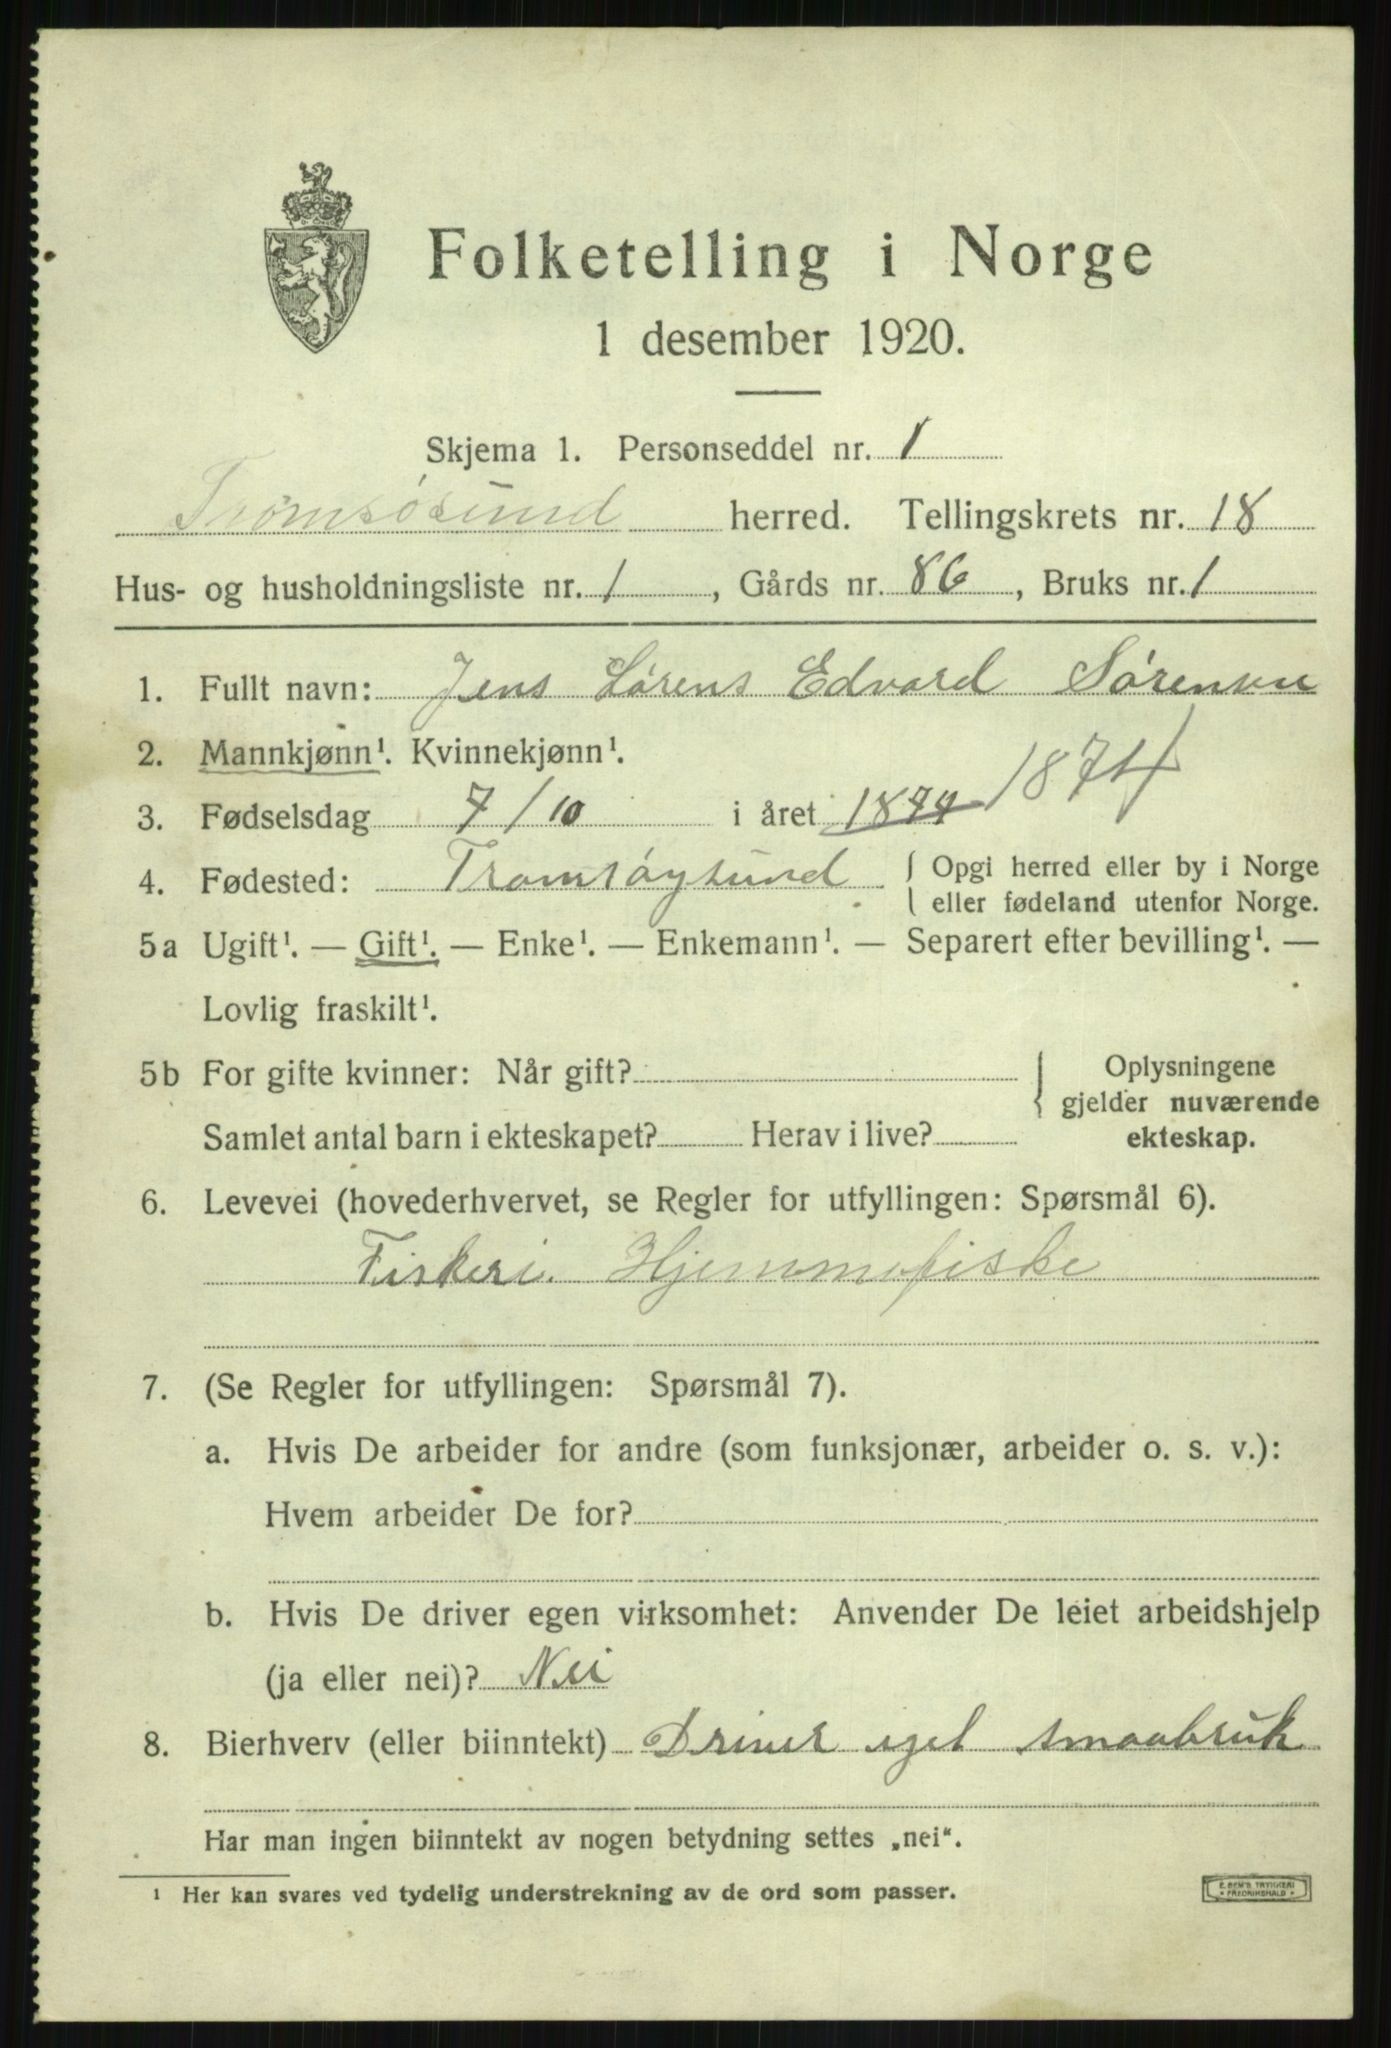 Folketelling i Norge
1 desember 1920.
Skjema 1. Personseddel nr. 1
Tromsøsund herred. Tellingskrets nr. 18
Hus- og husholdningsliste nr. 1, Gårds nr. 86, Bruks nr. 1
1. Fullt navn: Jens Lorens Edvard Sørensen
2. Mannkjønn¹. Kvinnekjønn¹.
3. Fødselsdag 7/10 i året 1874 1874
4. Fødested: Tromsøysund { Opgi herred eller by i Norge
eller fødeland utenfor Norge.
5a Ugift¹. — Gift¹. — Enke¹. — Enkemann¹. — Separert efter bevilling¹. —
Lovlig fraskilt¹.
5b For gifte kvinner: Når gift?
Samlet antal barn i ekteskapet? Herav i live?
{ Oplysningene
gjelder nuværende
ekteskap.
6. Levevei (hovederhvervet, se Regler for utfyllingen: Spørsmål 6).
Fiskeri. Hjemmefiske
7. (Se Regler for utfyllingen: Spørsmål 7).
a. Hvis De arbeider for andre (som funksjonær, arbeider o. s. v.):
Hvem arbeider De for?
b. Hvis De driver egen virksomhet: Anvender De leiet arbeidshjelp
(ja eller nei)? Nei
8. Bierhverv (eller biinntekt) Driver eget smaabruk
Har man ingen biinntekt av nogen betydning settes „nei“.
¹ Her kan svares ved tydelig understrekning av de ord som passer.
E. SEM'S TRYKKERI
* FREDRIKSHALD *